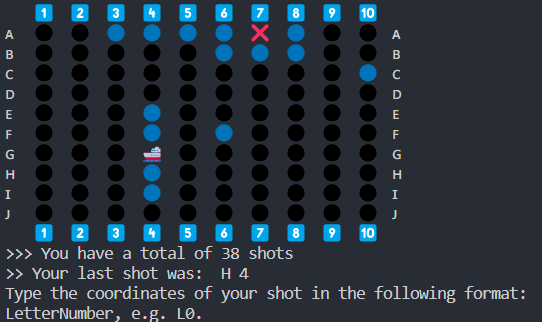 1 2 3 4 5 6 7 8 9 10
A A
B B
C C
D D
E E
F F
G G
H H
I I
J J
1 2 3 4 5 6 7 8 9 10
>>> You have a total of 38 shots
>> Your last shot was:  H 4
Type the coordinates of your shot in the following format:
LetterNumber, e.g. L0.